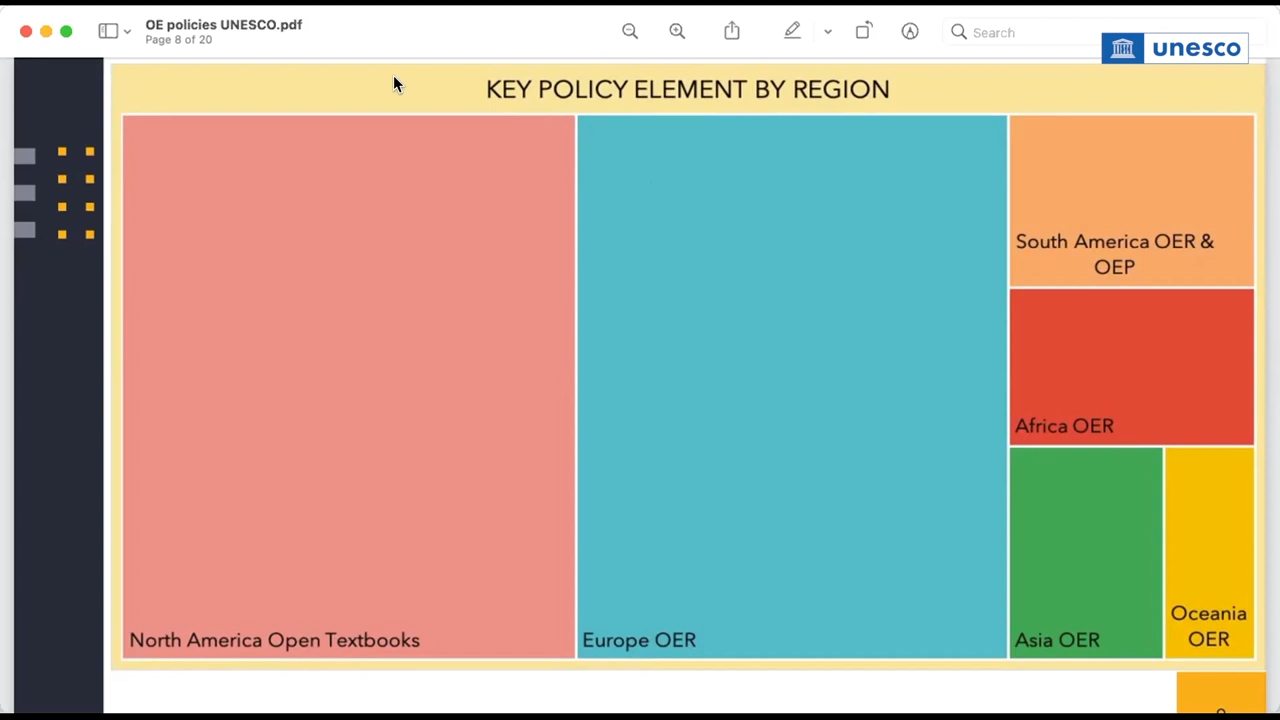 OE policies UNESCO.pdf
Page 8 of 20
Search
unesco
KEY POLICY ELEMENT BY REGION
South America OER &
OEP
Africa OER
North America Open Textbooks
Europe OER
Asia OER
Oceania
OER